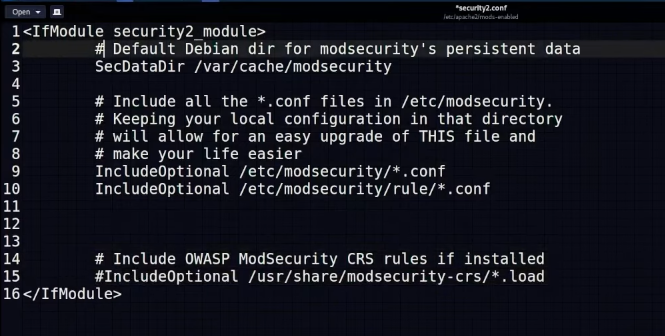 Open
*security2.conf
/etc/apache2/mods-enabled
1 <IfModule security2_module>
2 # Default Debian dir for modsecurity's persistent data
3 SecDataDir /var/cache/modsecurity
4
5 # Include all the *.conf files in /etc/modsecurity.
6 # Keeping your local configuration in that directory
7 # will allow for an easy upgrade of THIS file and
8 # make your life easier
9 IncludeOptional /etc/modsecurity/*.conf
10 IncludeOptional /etc/modsecurity/rule/*.conf
11
12
13
14 # Include OWASP ModSecurity CRS rules if installed
15 #IncludeOptional /usr/share/modsecurity-crs/*.load
16 </IfModule>